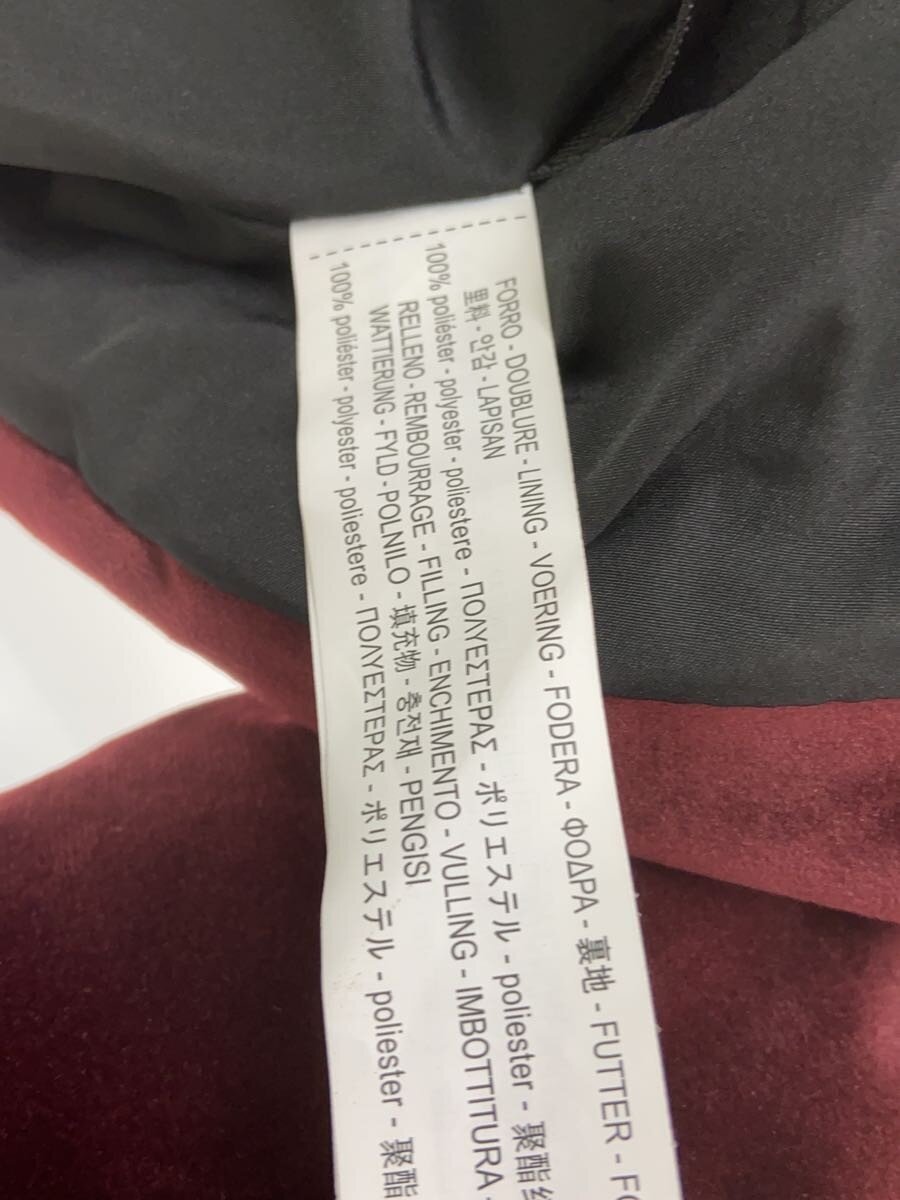 FORRO - DOUBLURE - LINING - VOERING - FODERA - ΦΟΔΡΑ - 裏地 - FUTTER -
里料 - 안감 - LAPISAN
100% poliéster - polyester - poliestere - ΠΟΛΥΕΣΤΕΡΑΣ - ポリエステル - poliester - 聚酯
RELLENO - REMBOURRAGE - FILLING - ENCHIMENTO - VULLING - IMBOTTITURA -
WATTIERUNG - FYLD - POLNILO - 填充物 - 충전재 - PENGISI
100% poliéster - polyester - poliestere - ΠΟΛΥΕΣΤΕΡΑΣ - ポリエステル - poliester - 聚酯